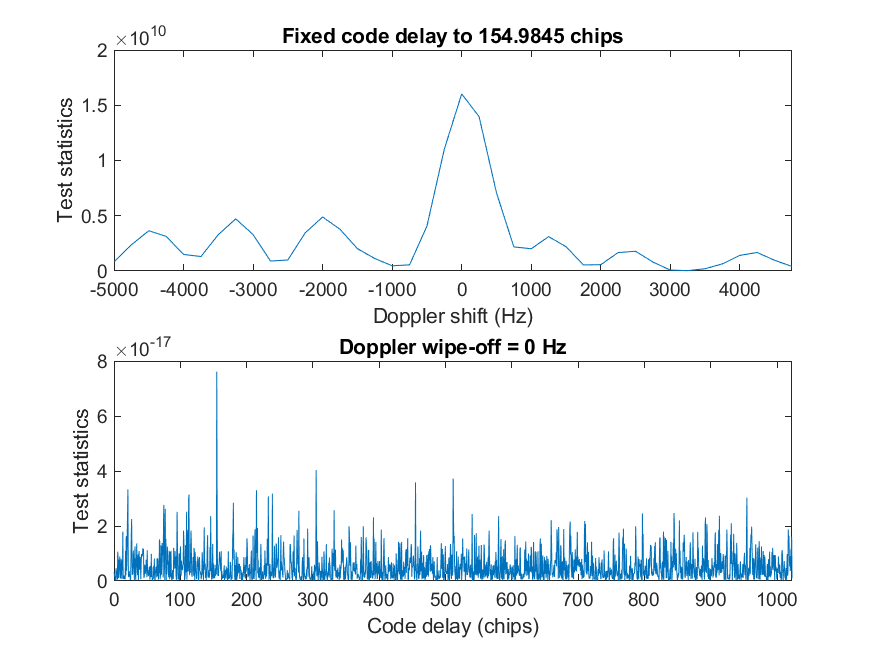 Fixed code delay to 154.9845 chips
×10^10
2
1.5
1
0.5
0
Test statistics
-5000 -4000 -3000 -2000 -1000 0 1000 2000 3000 4000
Doppler shift (Hz)
Doppler wipe-off = 0 Hz
×10^-17
8
6
4
2
0
Test statistics
0 100 200 300 400 500 600 700 800 900 1000
Code delay (chips)